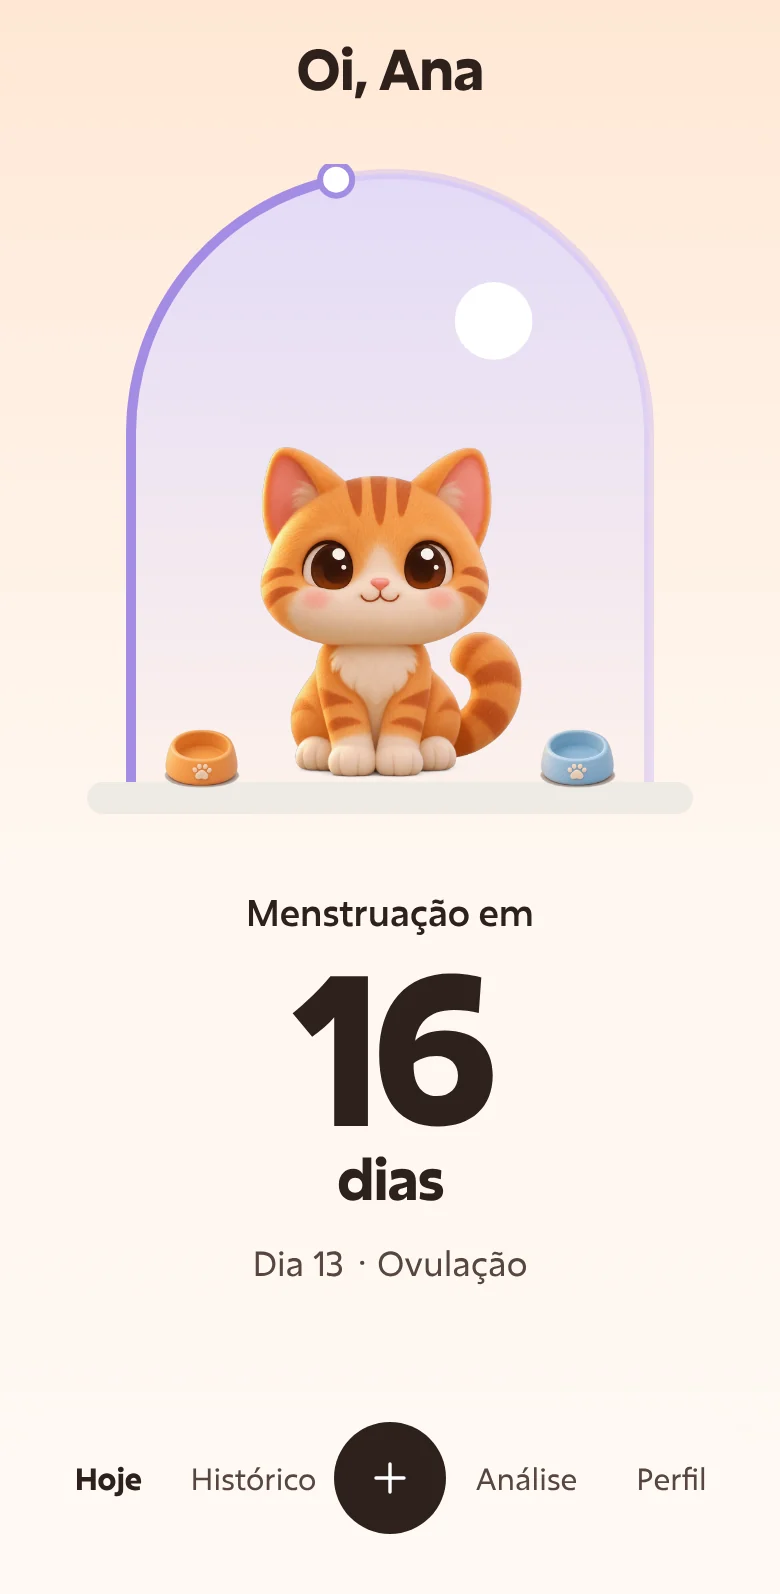 Oi, Ana
Menstruação em
16
dias
Dia 13 · Ovulação
Hoje Histórico + Análise Perfil